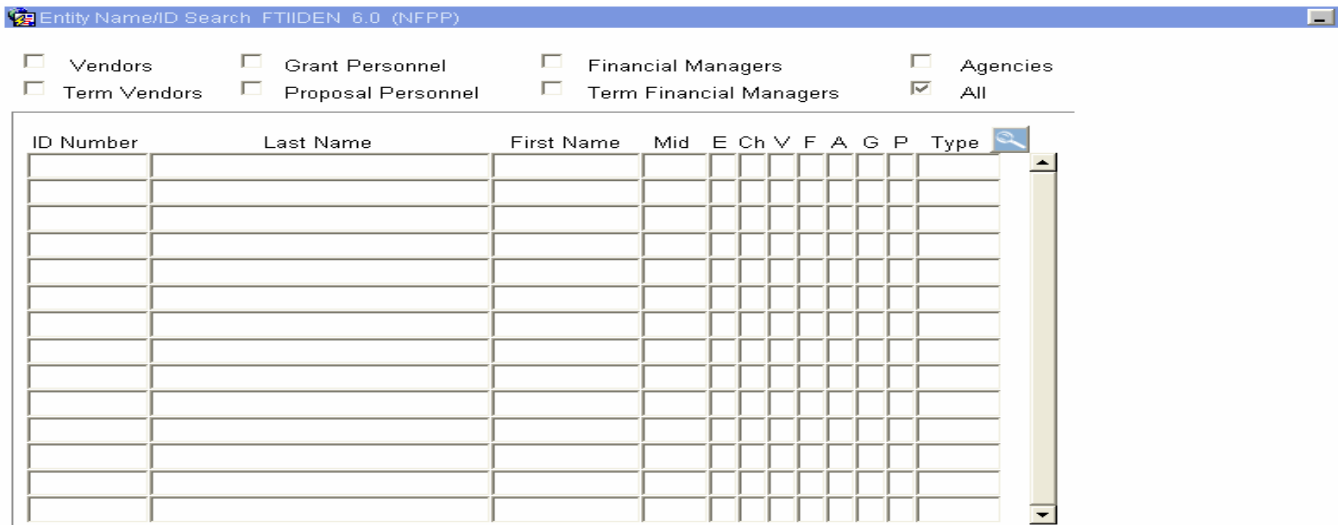 Entity Name/ID Search FTIIDEN 6.0 (NFPP)
Vendors Grant Personnel Financial Managers Agencies
Term Vendors Proposal Personnel Term Financial Managers All
ID Number Last Name First Name Mid E Ch V F A G P Type